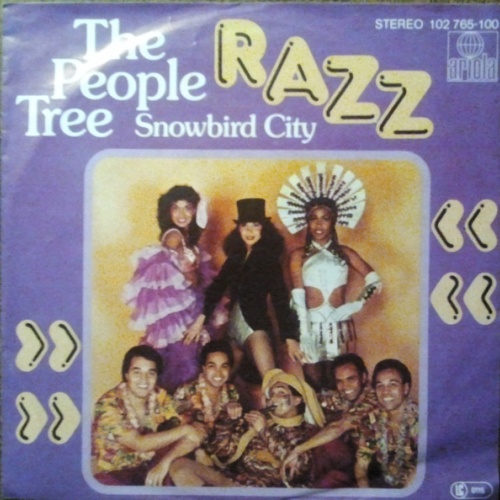 STEREO 102 765-100
ariola
The
People
Tree
RAZZ
Snowbird City